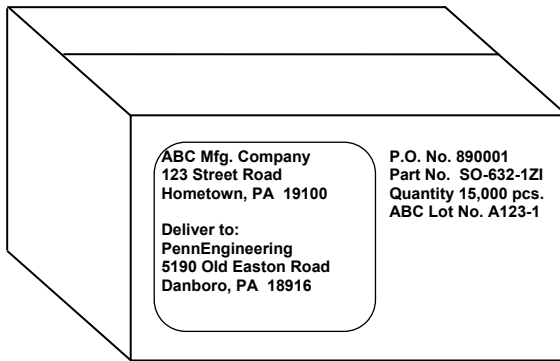 ABC Mfg. Company
123 Street Road
Hometown, PA  19100
Deliver to:
PennEngineering
5190 Old Easton Road
Danboro, PA  18916
P.O. No. 890001
Part No.  SO-632-1ZI
Quantity 15,000 pcs.
ABC Lot No. A123-1